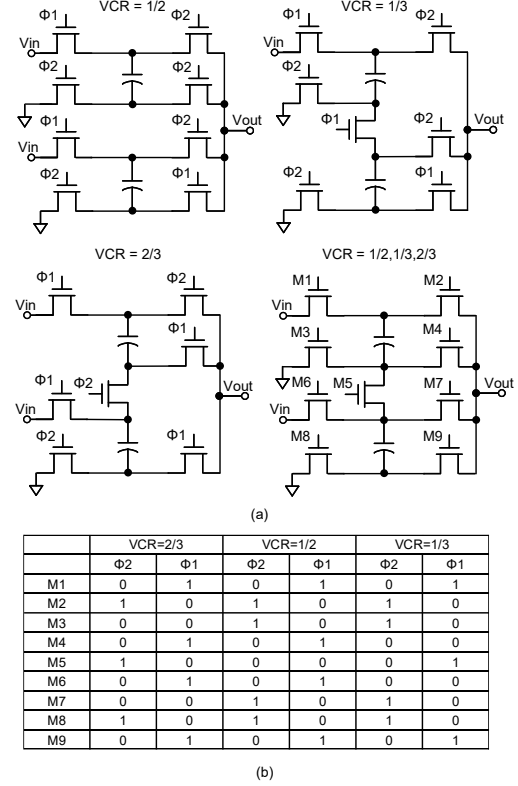 VCR = 1/2
VCR = 1/3
Φ1 Φ2 Φ1 Φ2
Vin Vin
Φ2 Φ2 Φ2
Φ1 Φ2 Vout Φ1 Φ2 Vout
Vin
Φ2 Φ1 Φ2 Φ1
VCR = 2/3
VCR = 1/2,1/3,2/3
Φ1 Φ2 M1 M2
Vin Vin
Φ1 M3 M4
Φ1 Φ2 Vout M6 M5 M7 Vout
Vin Vin
Φ2 Φ1 M8 M9
(a)
VCR=2/3 VCR=1/2 VCR=1/3
Φ2 Φ1 Φ2 Φ1 Φ2 Φ1
M1 0 1 0 1 0 1
M2 1 0 1 0 1 0
M3 0 0 1 0 1 0
M4 0 1 0 1 0 0
M5 1 0 0 0 0 1
M6 0 1 0 1 0 0
M7 0 0 1 0 1 0
M8 1 0 1 0 1 0
M9 0 1 0 1 0 1
(b)